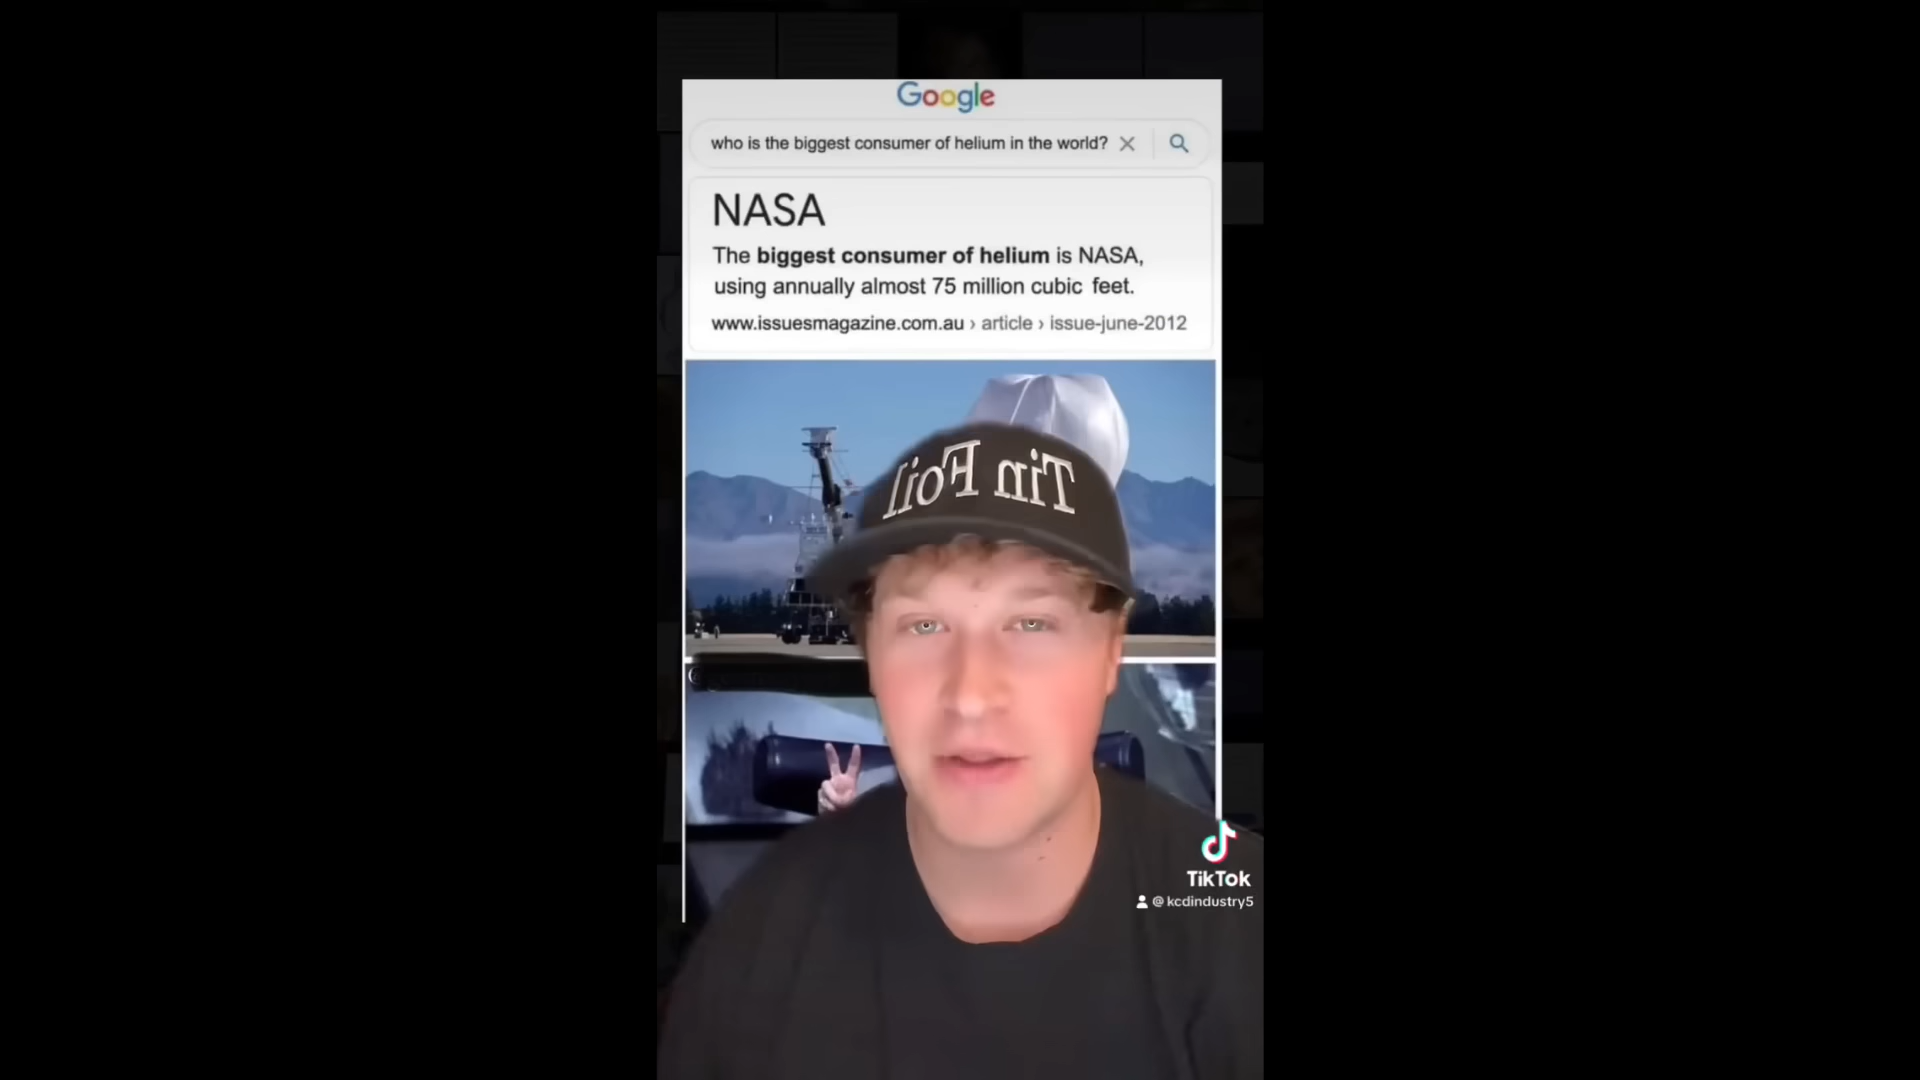 Google
who is the biggest consumer of helium in the world?
NASA
The biggest consumer of helium is NASA,
using annually almost 75 million cubic feet.
www.issuesmagazine.com.au › article › issue-june-2012
Tin Foil
TikTok
@kcdindustry5